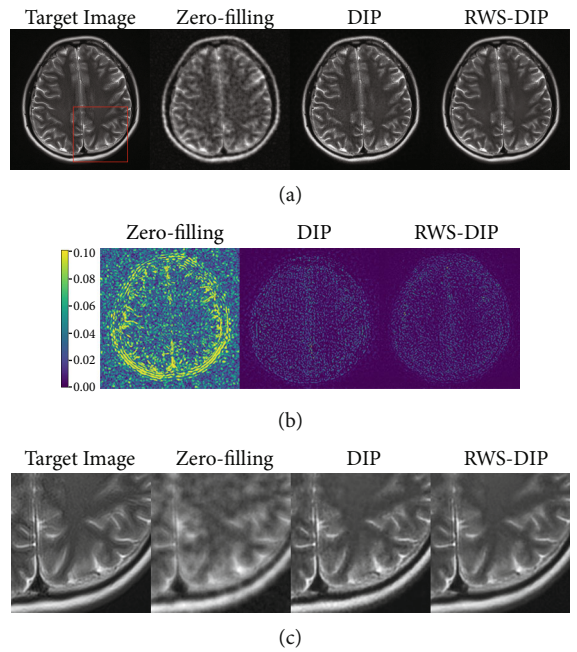 Target Image Zero-filling DIP RWS-DIP
(a)
Zero-filling DIP RWS-DIP
0.10
0.08
0.06
0.04
0.02
0.00
(b)
Target Image Zero-filling DIP RWS-DIP
(c)